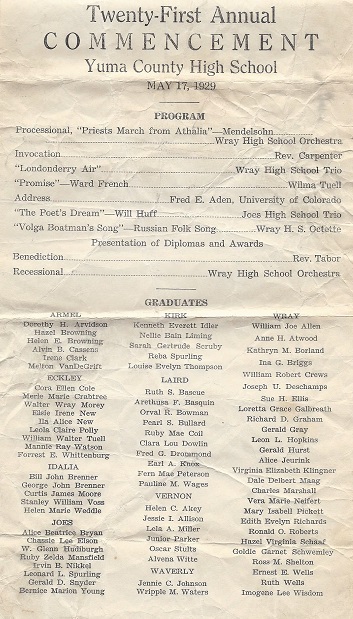 Twenty-First Annual
COMMENCEMENT
Yuma County High School
MAY 17, 1929
PROGRAM
Processional, "Priests March from Athalia"—Mendelsohn
Wray High School Orchestra
Invocation Rev. Carpenter
"Londonderry Air" Wray High School Trio
"Promise"—Ward French Wilma Tuell
Address Fred E. Aden, University of Colorado
"The Poet's Dream"—Will Huff Joes High School Trio
"Volga Boatman's Song"—Russian Folk Song Wray H. S. Octette
Presentation of Diplomas and Awards
Benediction Rev. Tabor
Recessional Wray High School Orchestra
GRADUATES
ARMEL
Dorothy H. Arvidson
Hazel Browning
Helen E. Browning
Alvin B. Cassens
Irene Clark
Melton VanDeGrift
ECKLEY
Cora Ellen Cole
Merle Marie Crabtree
Walter Wray Morey
Elsie Irene New
Ila Alice New
Leola Claire Polly
William Walter Tuell
Mannie Ray Watson
Forrest E. Whittenburg
IDALIA
Bill John Brenner
George John Brenner
Curtis James Moore
Stanley William Voss
Helen Marie Weddle
JOES
Alice Beatrice Bryan
Chassie Lee Elson
W. Glenn Hudiburgh
Ruby Zelda Mansfield
Irvin B. Nikkel
Leonard L. Spurling
Gerald D. Snyder
Bernice Marion Young
KIRK
Kenneth Everett Idler
Nellie Bain Liming
Sarah Gertrude Scruby
Reba Spurling
Louise Evelyn Thompson
LAIRD
Ruth S. Bascue
Arethusa F. Basquin
Orval R. Bowman
Pearl S. Bullard
Ruby Mae Coil
Clara Lou Dowlin
Fred G. Drommond
Earl A. Knox
Fern Mae Peterson
Pauline M. Wages
VERNON
Helen C. Akey
Jessie I. Allison
Lela A. Miller
Junior Parker
Oscar Stults
Alvena Witte
WAVERLY
Jennie C. Johnson
Wripple M. Waters
WRAY
William Joe Allen
Anne H. Atwood
Kathryn M. Borland
Ina G. Briggs
William Robert Crews
Joseph U. Deschamps
Sue H. Ellis
Loretta Grace Galbreath
Richard D. Graham
Gerald Gray
Leon L. Hopkins
Gerald Hurst
Alice Jeurink
Virginia Elizabeth Klingner
Dale Delbert Maag
Charles Marshall
Vera Marie Neifert
Mary Isabel Pickett
Edith Evelyn Richards
Ronald O. Roberts
Hazel Virginia Schaaf
Goldie Garnet Schwemley
Ross M. Shelton
Ernest E. Wells
Ruth Wells
Imogene Lee Wisdom